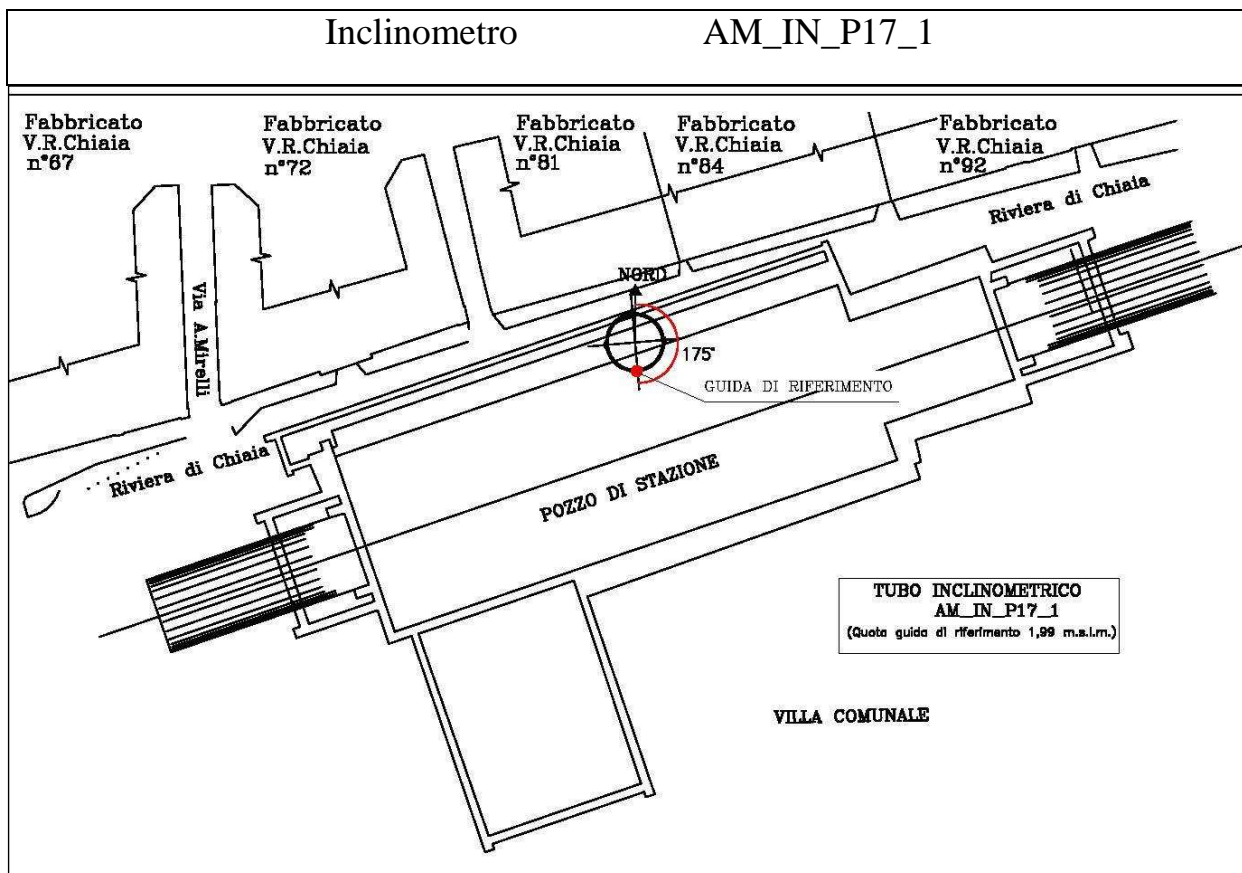 Inclinometro AM_IN_P17_1
Fabbricato
V.R.Chiaia
n°67
Fabbricato
V.R.Chiaia
n°72
Fabbricato
V.R.Chiaia
n°81
Fabbricato
V.R.Chiaia
n°84
Fabbricato
V.R.Chiaia
n°92
Riviera di Chiaia
Via A.Mirelli
NORD
175°
GUIDA DI RIFERIMENTO
Riviera di Chiaia
POZZO DI STAZIONE
TUBO INCLINOMETRICO
AM_IN_P17_1
(Quota guida di riferimento 1,99 m.s.l.m.)
VILLA COMUNALE